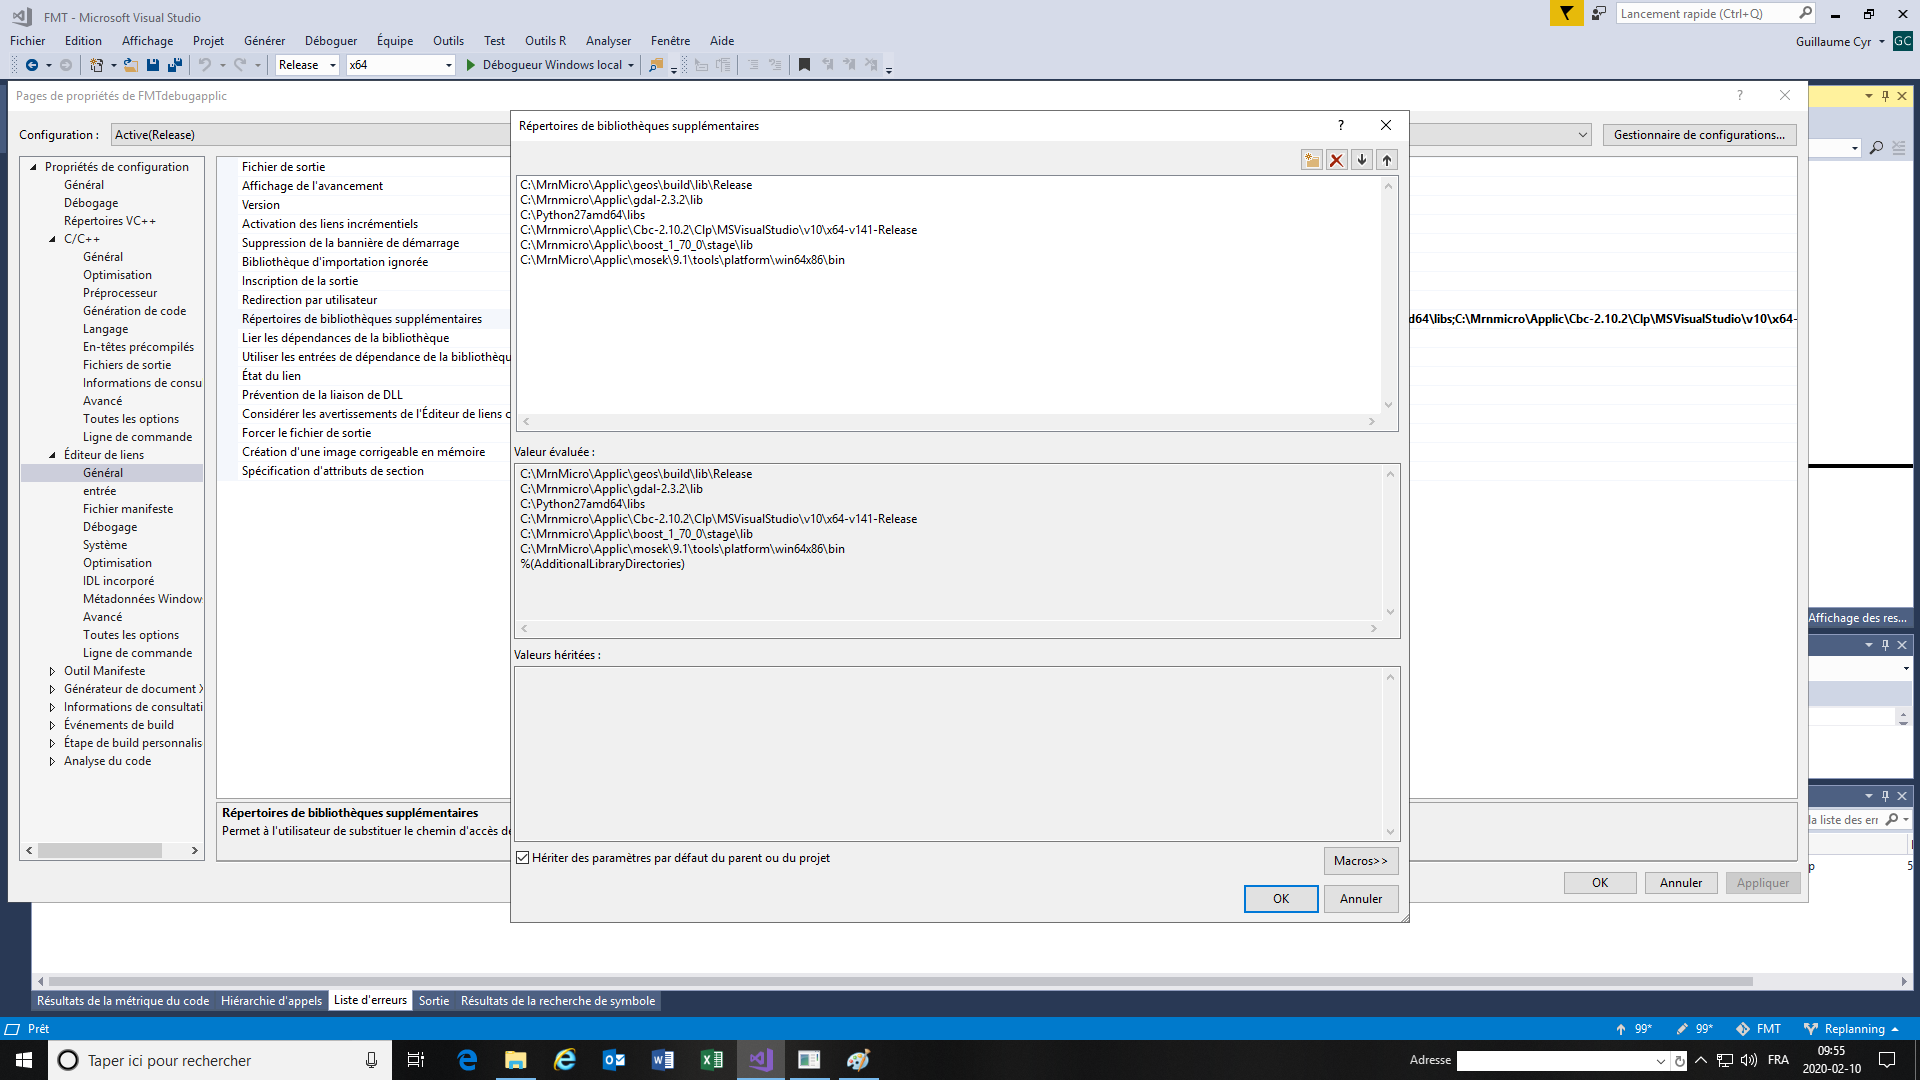 FMT - Microsoft Visual Studio
Lancement rapide (Ctrl+Q)
Fichier Edition Affichage Projet Générer Déboguer Équipe Outils Test Outils R Analyser Fenêtre Aide
Guillaume Cyr GC
Release x64 Débogueur Windows local
Pages de propriétés de FMTdebugapplic
Configuration : Active(Release)
Gestionnaire de configurations...
Propriétés de configuration
Général
Débogage
Répertoires VC++
C/C++
Général
Optimisation
Préprocesseur
Génération de code
Langage
En-têtes précompilés
Fichiers de sortie
Informations de consu
Avancé
Toutes les options
Ligne de commande
Éditeur de liens
Général
entrée
Fichier manifeste
Débogage
Système
Optimisation
IDL incorporé
Métadonnées Window
Avancé
Toutes les options
Ligne de commande
Outil Manifeste
Générateur de document X
Informations de consultati
Événements de build
Étape de build personnalis
Analyse du code
Fichier de sortie
Affichage de l'avancement
Version
Activation des liens incrémentiels
Suppression de la bannière de démarrage
Bibliothèque d'importation ignorée
Inscription de la sortie
Redirection par utilisateur
Répertoires de bibliothèques supplémentaires
Lier les dépendances de la bibliothèque
Utiliser les entrées de dépendance de la bibliothèqu
État du lien
Prévention de la liaison de DLL
Considérer les avertissements de l'Éditeur de liens c
Forcer le fichier de sortie
Création d'une image corrigeable en mémoire
Spécification d'attributs de section
d64\libs;C:\Mrnmicro\Applic\Cbc-2.10.2\Clp\MSVisualStudio\v10\x64-
Répertoires de bibliothèques supplémentaires
Permet à l'utilisateur de substituer le chemin d'accès de
OK Annuler Appliquer
Répertoires de bibliothèques supplémentaires
C:\MrnMicro\Applic\geos\build\lib\Release
C:\Mrnmicro\Applic\gdal-2.3.2\lib
C:\Python27amd64\libs
C:\Mrnmicro\Applic\Cbc-2.10.2\Clp\MSVisualStudio\v10\x64-v141-Release
C:\Mrnmicro\Applic\boost_1_70_0\stage\lib
C:\MrnMicro\Applic\mosek\9.1\tools\platform\win64x86\bin
Valeur évaluée :
C:\MrnMicro\Applic\geos\build\lib\Release
C:\Mrnmicro\Applic\gdal-2.3.2\lib
C:\Python27amd64\libs
C:\Mrnmicro\Applic\Cbc-2.10.2\Clp\MSVisualStudio\v10\x64-v141-Release
C:\Mrnmicro\Applic\boost_1_70_0\stage\lib
C:\MrnMicro\Applic\mosek\9.1\tools\platform\win64x86\bin
%(AdditionalLibraryDirectories)
Valeurs héritées :
Hériter des paramètres par défaut du parent ou du projet
Macros>>
OK Annuler
Affichage des res...
la liste des err
p 5
Résultats de la métrique du code Hiérarchie d'appels Liste d'erreurs Sortie Résultats de la recherche de symbole
Prêt 99* 99* FMT Replanning
Taper ici pour rechercher
Adresse
FRA
09:55
2020-02-10